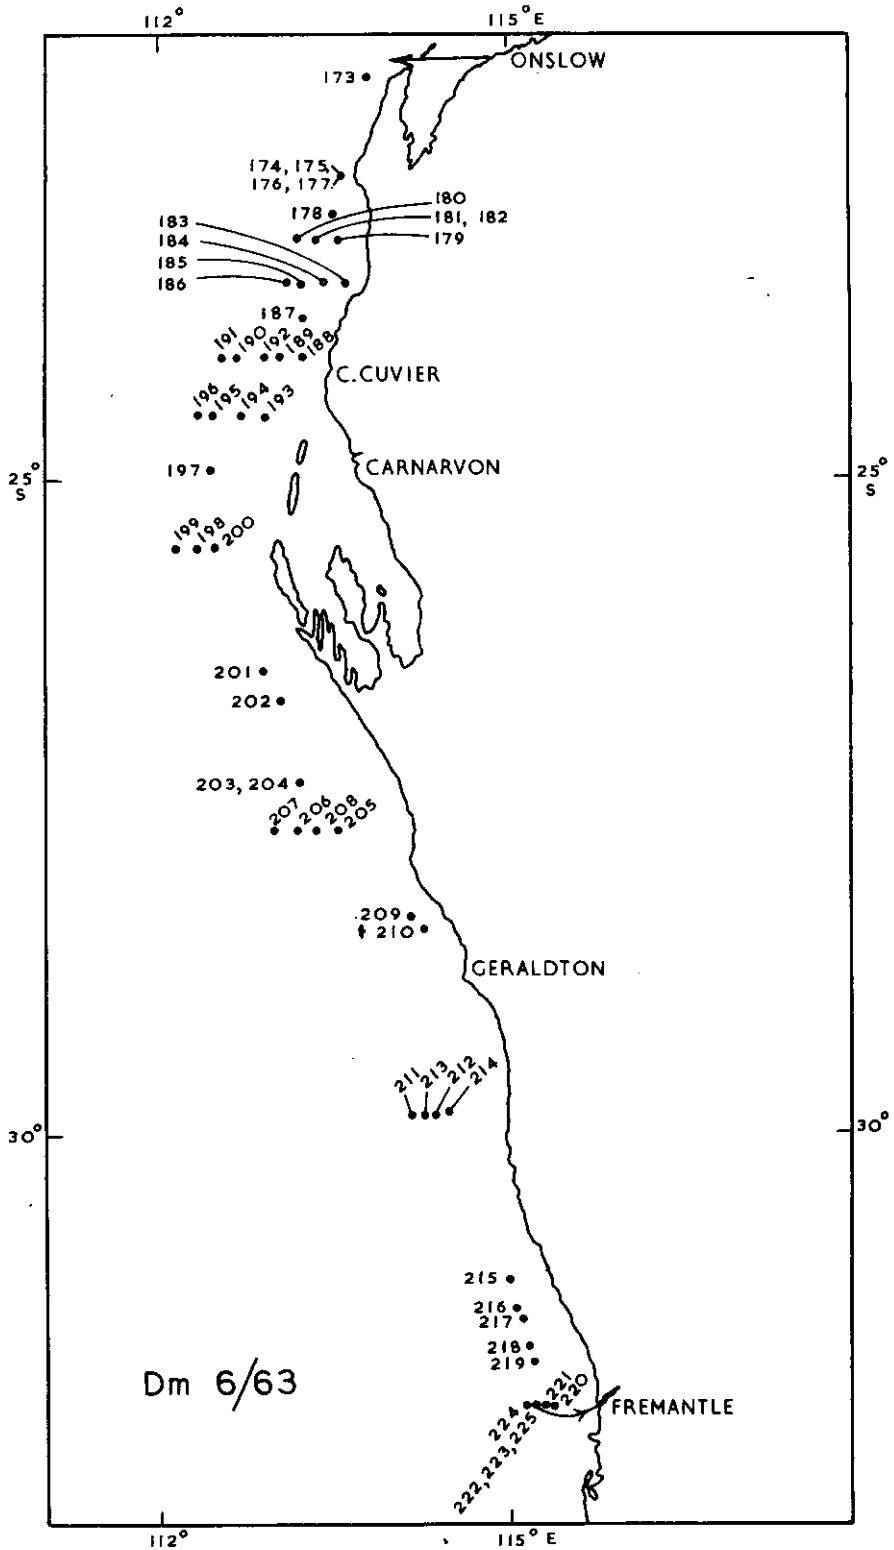 112° 115°E
ONSLOW
173
174, 175,
176, 177
178
180
181, 182
179
183
184
185
186
187
191 190 192 189 188
C. CUVIER
196 195 194 193
CARNARVON
197
25° S
25° S
199 198 200
201
202
203, 204
207 206 208 205
209
† 210
GERALDTON
211 213 212 214
30°
30°
215
216
217
218
219
221
220
FREMANTLE
224
222, 223, 225
Dm 6/63
112° 115° E